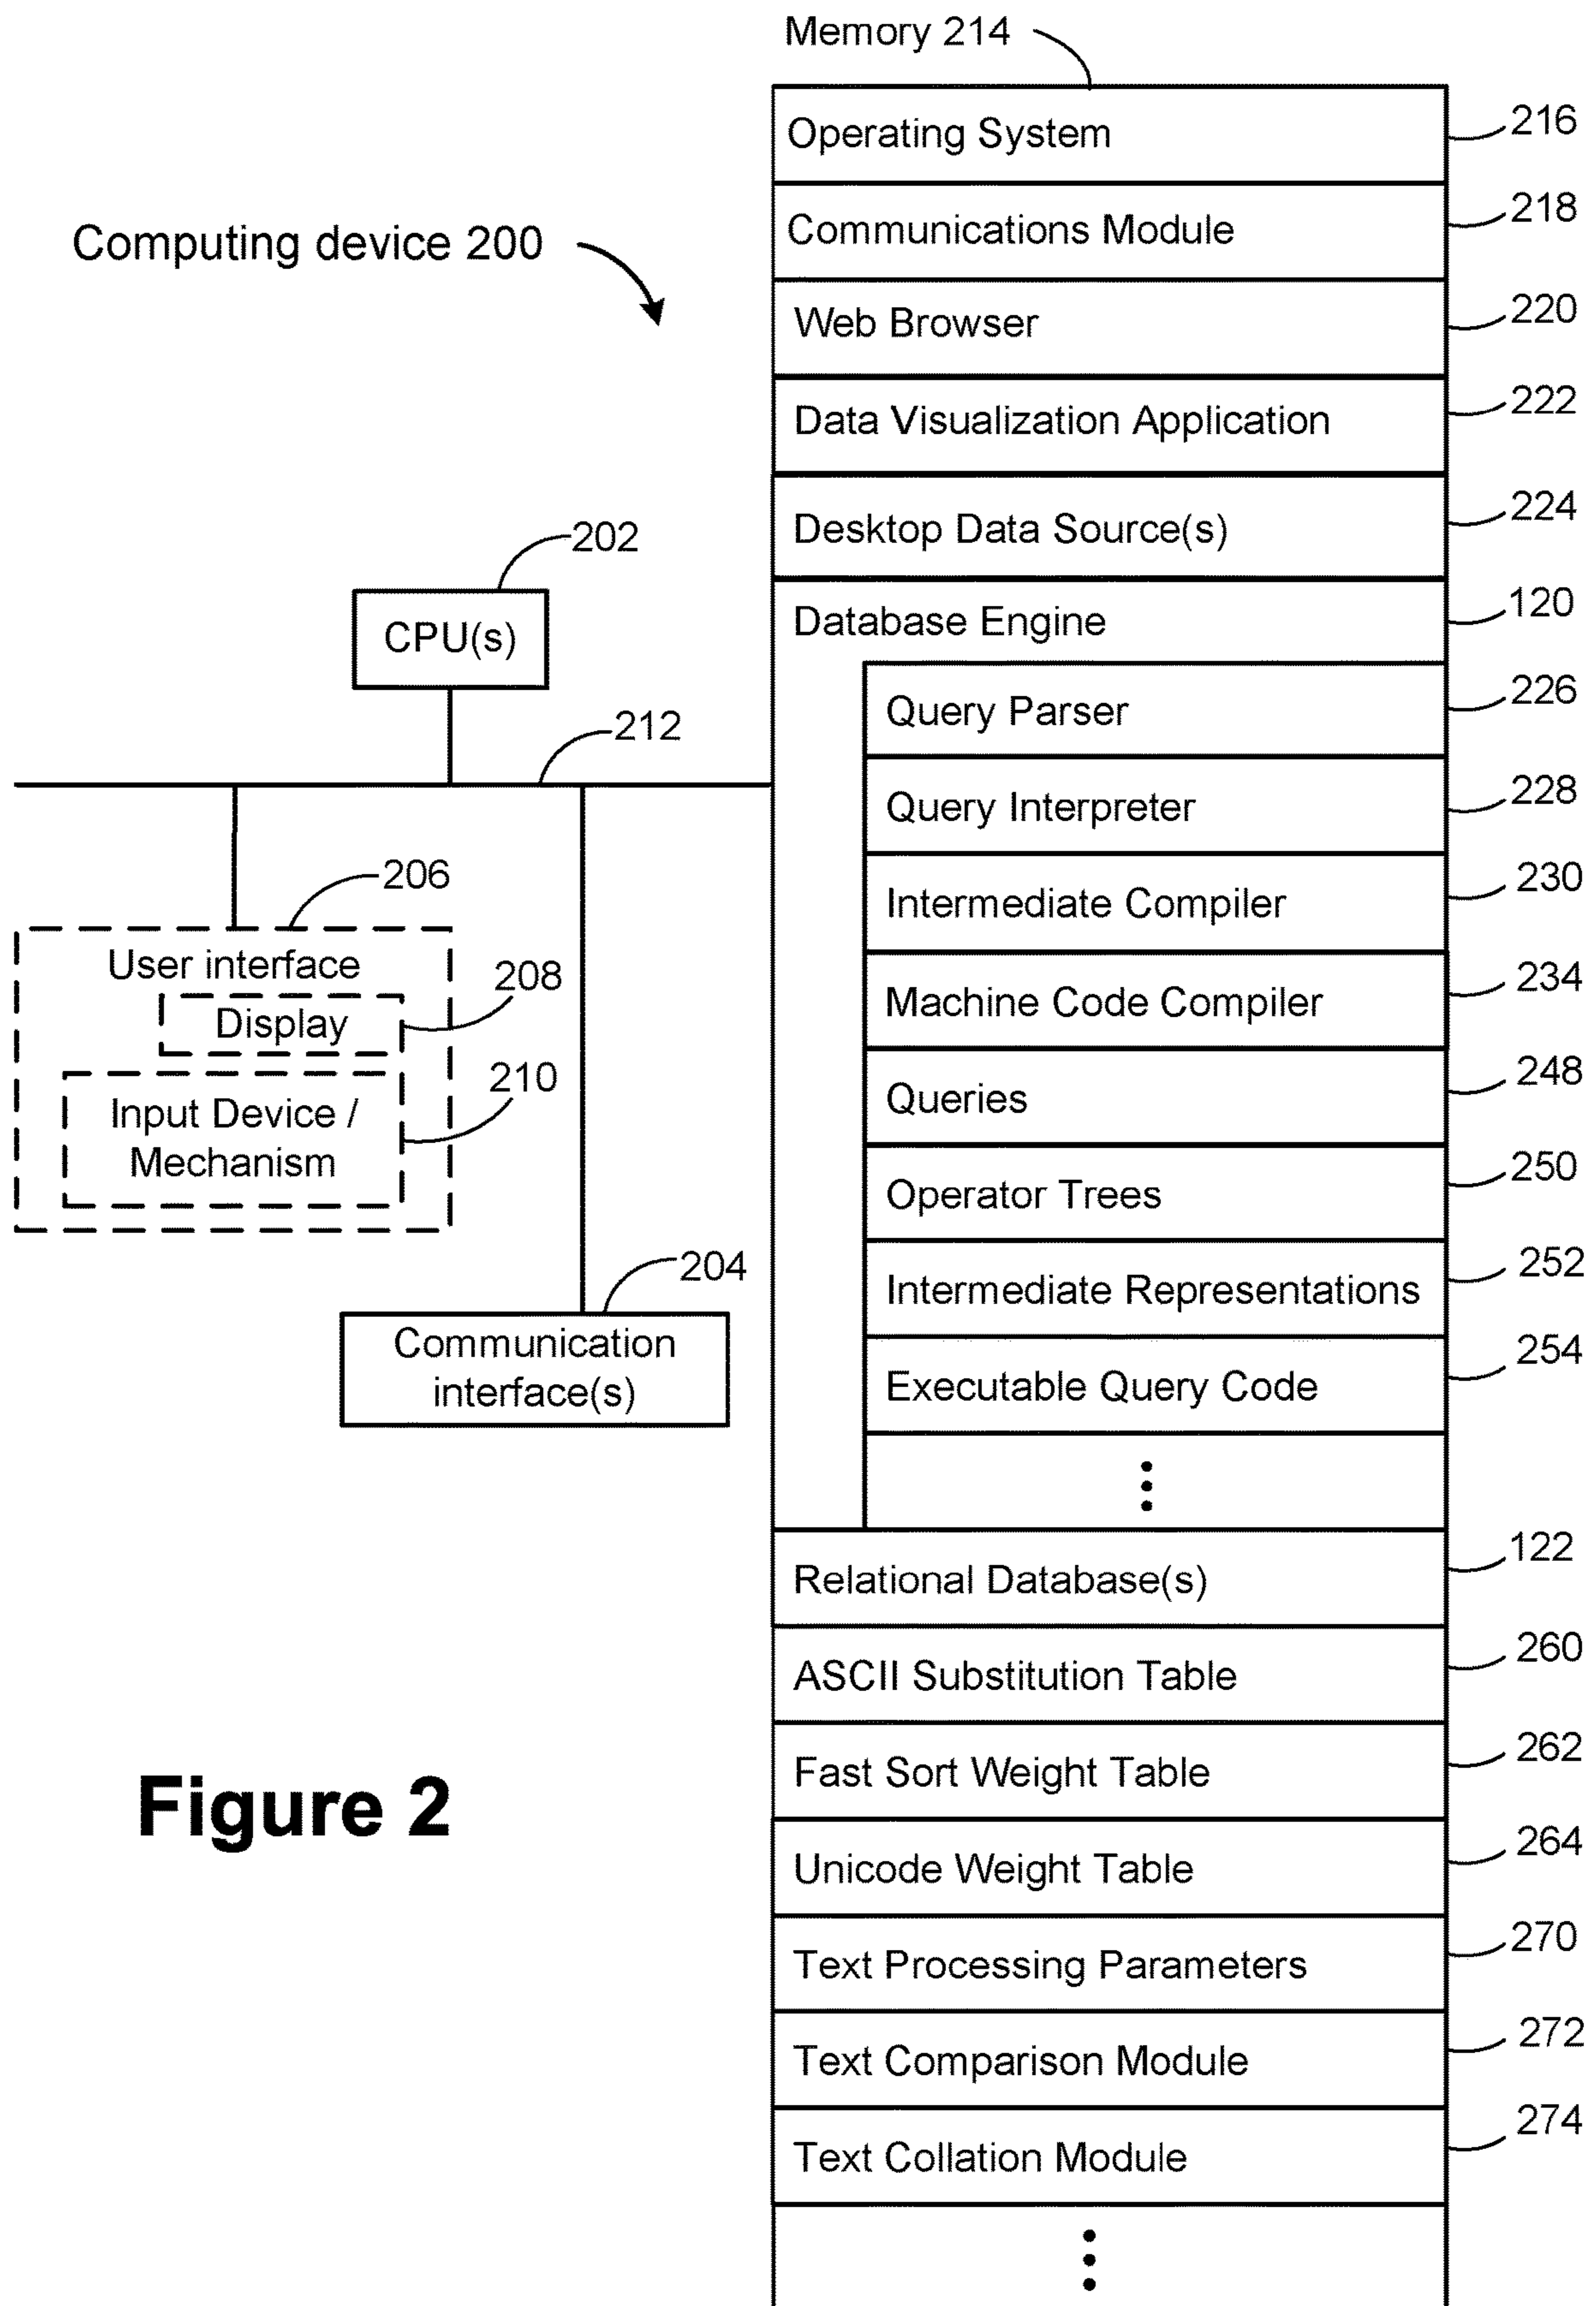 Memory 214
Operating System 216
Communications Module 218
Computing device 200
Web Browser 220
Data Visualization Application 222
Desktop Data Source(s) 224
202
CPU(s)
212
Database Engine 120
Query Parser 226
Query Interpreter 228
Intermediate Compiler 230
Machine Code Compiler 234
Queries 248
Operator Trees 250
Intermediate Representations 252
Executable Query Code 254
206
User interface
208
Display
210
Input Device /
Mechanism
204
Communication
interface(s)
Relational Database(s) 122
ASCII Substitution Table 260
Fast Sort Weight Table 262
Unicode Weight Table 264
Text Processing Parameters 270
Text Comparison Module 272
Text Collation Module 274
Figure 2